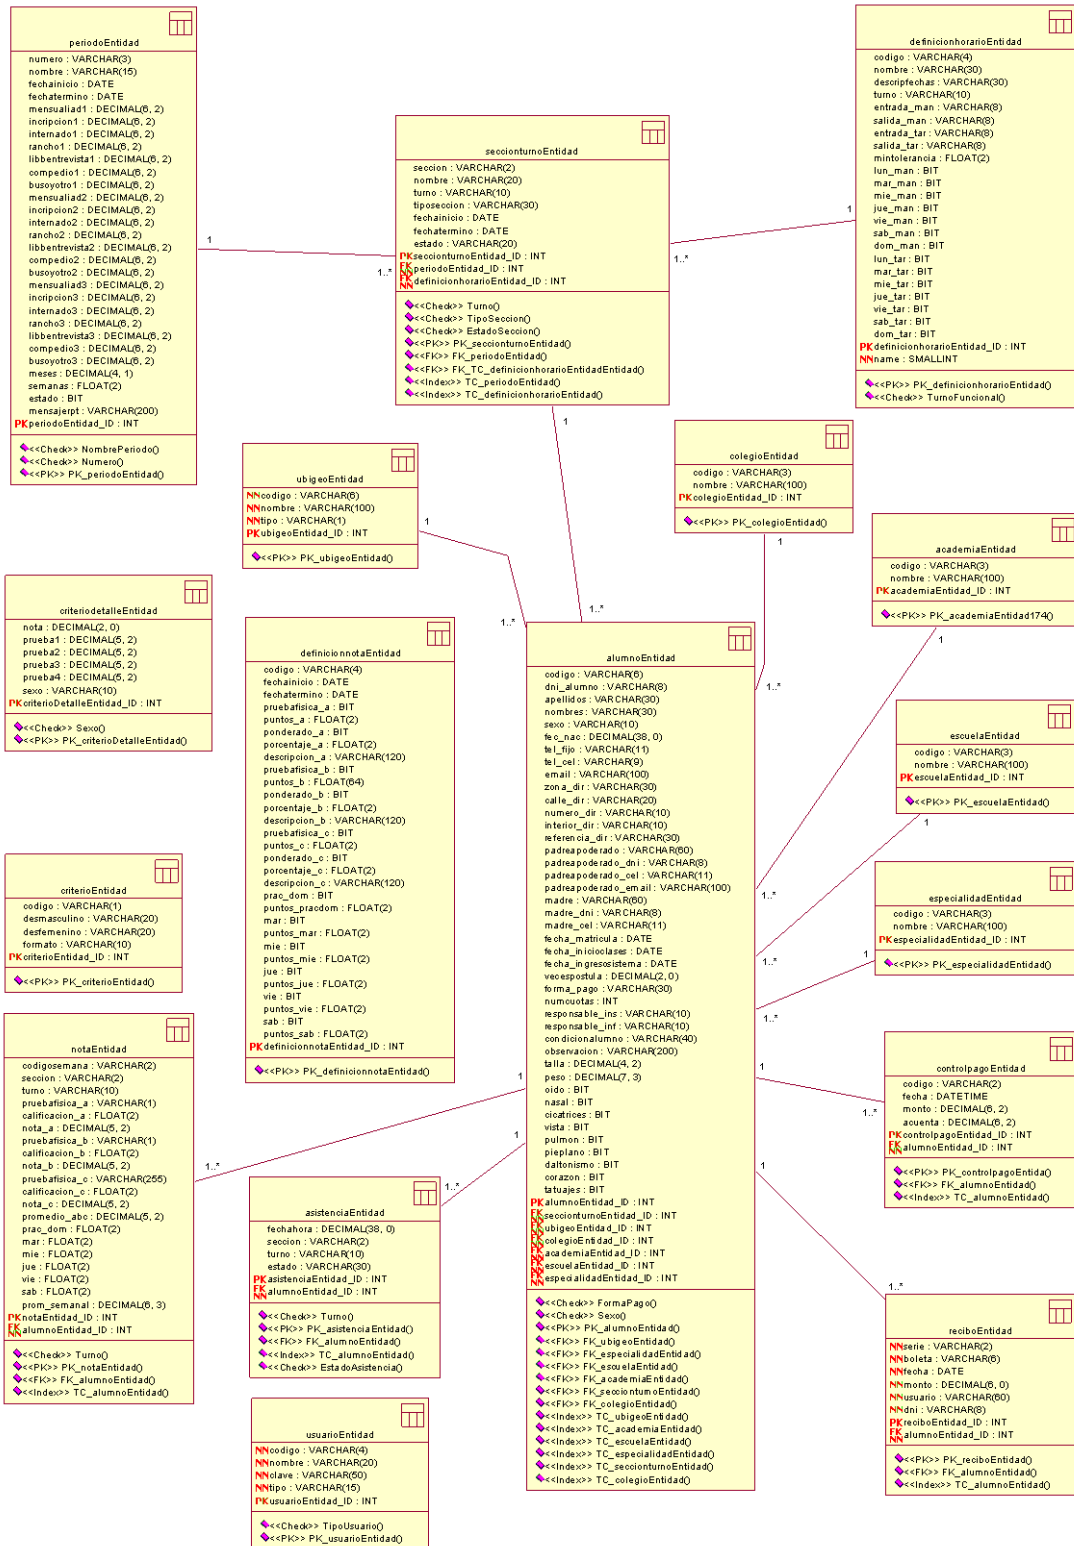 periodoEntidad
numero : VARCHAR(3)
nombre : VARCHAR(15)
fechainicio : DATE
fechatermino : DATE
mensualiad1 : DECIMAL(6, 2)
incripcion1 : DECIMAL(6, 2)
internado1 : DECIMAL(6, 2)
rancho1 : DECIMAL(6, 2)
libbentrevista1 : DECIMAL(6, 2)
compedio1 : DECIMAL(6, 2)
busoyotro1 : DECIMAL(6, 2)
mensualiad2 : DECIMAL(6, 2)
incripcion2 : DECIMAL(6, 2)
internado2 : DECIMAL(6, 2)
rancho2 : DECIMAL(6, 2)
libbentrevista2 : DECIMAL(6, 2)
compedio2 : DECIMAL(6, 2)
busoyotro2 : DECIMAL(6, 2)
mensualiad3 : DECIMAL(6, 2)
incripcion3 : DECIMAL(6, 2)
internado3 : DECIMAL(6, 2)
rancho3 : DECIMAL(6, 2)
libbentrevista3 : DECIMAL(6, 2)
compedio3 : DECIMAL(6, 2)
busoyotro3 : DECIMAL(6, 2)
meses : DECIMAL(4, 1)
semanas : FLOAT(2)
estado : BIT
mensajerpt : VARCHAR(200)
PK periodoEntidad_ID : INT
<<Check>> NombrePeriodo()
<<Check>> Numero()
<<PK>> PK_periodoEntidad()
1
1..*
seccionturnoEntidad
seccion : VARCHAR(2)
nombre : VARCHAR(20)
turno : VARCHAR(10)
tiposeccion : VARCHAR(30)
fechainicio : DATE
fechatermino : DATE
estado : VARCHAR(20)
PK seccionturnoEntidad_ID : INT
FK NN periodoEntidad_ID : INT
FK NN definicionhorarioEntidad_ID : INT
<<Check>> Turno()
<<Check>> TipoSeccion()
<<Check>> EstadoSeccion()
<<PK>> PK_seccionturnoEntidad()
<<FK>> FK_periodoEntidad()
<<FK>> FK_TC_definicionhorarioEntidadEntidad()
<<Index>> TC_periodoEntidad()
<<Index>> TC_definicionhorarioEntidad()
1
1..*
definicionhorarioEntidad
codigo : VARCHAR(4)
nombre : VARCHAR(30)
descripfechas : VARCHAR(30)
turno : VARCHAR(10)
entrada_man : VARCHAR(8)
salida_man : VARCHAR(8)
entrada_tar : VARCHAR(8)
salida_tar : VARCHAR(8)
mintolerancia : FLOAT(2)
lun_man : BIT
mar_man : BIT
mie_man : BIT
jue_man : BIT
vie_man : BIT
sab_man : BIT
dom_man : BIT
lun_tar : BIT
mar_tar : BIT
mie_tar : BIT
jue_tar : BIT
vie_tar : BIT
sab_tar : BIT
dom_tar : BIT
PK definicionhorarioEntidad_ID : INT
NN name : SMALLINT
<<PK>> PK_definicionhorarioEntidad()
<<Check>> TurnoFuncional()
1
1..*
ubigeoEntidad
NN codigo : VARCHAR(6)
NN nombre : VARCHAR(100)
NN tipo : VARCHAR(1)
PK ubigeoEntidad_ID : INT
<<PK>> PK_ubigeoEntidad()
1
1..*
colegioEntidad
codigo : VARCHAR(3)
nombre : VARCHAR(100)
PK colegioEntidad_ID : INT
<<PK>> PK_colegioEntidad()
1
1..*
academiaEntidad
codigo : VARCHAR(3)
nombre : VARCHAR(100)
PK academiaEntidad_ID : INT
<<PK>> PK_academiaEntidad174()
1
1..*
criteriodetalleEntidad
nota : DECIMAL(2, 0)
prueba1 : DECIMAL(5, 2)
prueba2 : DECIMAL(5, 2)
prueba3 : DECIMAL(5, 2)
prueba4 : DECIMAL(5, 2)
sexo : VARCHAR(10)
PK criterioDetalleEntidad_ID : INT
<<Check>> Sexo()
<<PK>> PK_criterioDetalleEntidad()
definicionnotaEntidad
codigo : VARCHAR(4)
fechainicio : DATE
fechatermino : DATE
pruebafisica_a : BIT
puntos_a : FLOAT(2)
ponderado_a : BIT
porcentaje_a : FLOAT(2)
descripcion_a : VARCHAR(120)
pruebafisica_b : BIT
puntos_b : FLOAT(64)
ponderado_b : BIT
porcentaje_b : FLOAT(2)
descripcion_b : VARCHAR(120)
pruebafisica_c : BIT
puntos_c : FLOAT(2)
ponderado_c : BIT
porcentaje_c : FLOAT(2)
descripcion_c : VARCHAR(120)
prac_dom : BIT
puntos_pracdom : FLOAT(2)
mar : BIT
puntos_mar : FLOAT(2)
mie : BIT
puntos_mie : FLOAT(2)
jue : BIT
puntos_jue : FLOAT(2)
vie : BIT
puntos_vie : FLOAT(2)
sab : BIT
puntos_sab : FLOAT(2)
PK definicionnotaEntidad_ID : INT
<<PK>> PK_definicionnotaEntidad()
alumnoEntidad
codigo : VARCHAR(6)
dni_alumno : VARCHAR(8)
apellidos : VARCHAR(30)
nombres : VARCHAR(30)
sexo : VARCHAR(10)
fec_nac : DECIMAL(38, 0)
tel_fijo : VARCHAR(11)
tel_cel : VARCHAR(9)
email : VARCHAR(100)
zona_dir : VARCHAR(30)
calle_dir : VARCHAR(20)
numero_dir : VARCHAR(10)
interior_dir : VARCHAR(10)
referencia_dir : VARCHAR(30)
padreapoderado : VARCHAR(60)
padreapoderado_dni : VARCHAR(8)
padreapoderado_cel : VARCHAR(11)
padreapoderado_email : VARCHAR(100)
madre : VARCHAR(60)
madre_dni : VARCHAR(8)
madre_cel : VARCHAR(11)
fecha_matricula : DATE
fecha_inicioclases : DATE
fecha_ingresosistema : DATE
vecespostula : DECIMAL(2, 0)
forma_pago : VARCHAR(30)
numcuotas : INT
responsable_ins : VARCHAR(10)
responsable_inf : VARCHAR(10)
condicionalumno : VARCHAR(40)
observacion : VARCHAR(200)
talla : DECIMAL(4, 2)
peso : DECIMAL(7, 3)
oido : BIT
nasal : BIT
cicatrices : BIT
vista : BIT
pulmon : BIT
pieplano : BIT
daltonismo : BIT
corazon : BIT
tatuajes : BIT
PK alumnoEntidad_ID : INT
FK NN seccionturnoEntidad_ID : INT
FK NN ubigeoEntidad_ID : INT
FK NN colegioEntidad_ID : INT
FK NN academiaEntidad_ID : INT
FK NN escuelaEntidad_ID : INT
FK NN especialidadEntidad_ID : INT
<<Check>> FormaPago()
<<Check>> Sexo()
<<PK>> PK_alumnoEntidad()
<<FK>> FK_ubigeoEntidad()
<<FK>> FK_especialidadEntidad()
<<FK>> FK_escuelaEntidad()
<<FK>> FK_academiaEntidad()
<<FK>> FK_seccionturnoEntidad()
<<FK>> FK_colegioEntidad()
<<Index>> TC_ubigeoEntidad()
<<Index>> TC_academiaEntidad()
<<Index>> TC_escuelaEntidad()
<<Index>> TC_especialidadEntidad()
<<Index>> TC_seccionturnoEntidad()
<<Index>> TC_colegioEntidad()
1
1..*
escuelaEntidad
codigo : VARCHAR(3)
nombre : VARCHAR(100)
PK escuelaEntidad_ID : INT
<<PK>> PK_escuelaEntidad()
1
1..*
especialidadEntidad
codigo : VARCHAR(3)
nombre : VARCHAR(100)
PK especialidadEntidad_ID : INT
<<PK>> PK_especialidadEntidad()
1
1..*
criterioEntidad
codigo : VARCHAR(1)
desmasculino : VARCHAR(20)
desfemenino : VARCHAR(20)
formato : VARCHAR(10)
PK criterioEntidad_ID : INT
<<PK>> PK_criterioEntidad()
notaEntidad
codigosemana : VARCHAR(2)
seccion : VARCHAR(2)
turno : VARCHAR(10)
pruebafisica_a : VARCHAR(1)
calificacion_a : FLOAT(2)
nota_a : DECIMAL(5, 2)
pruebafisica_b : VARCHAR(1)
calificacion_b : FLOAT(2)
nota_b : DECIMAL(5, 2)
pruebafisica_c : VARCHAR(255)
calificacion_c : FLOAT(2)
nota_c : DECIMAL(5, 2)
promedio_abc : DECIMAL(5, 2)
prac_dom : FLOAT(2)
mar : FLOAT(2)
mie : FLOAT(2)
jue : FLOAT(2)
vie : FLOAT(2)
sab : FLOAT(2)
prom_semanal : DECIMAL(6, 3)
PK notaEntidad_ID : INT
FK NN alumnoEntidad_ID : INT
<<Check>> Turno()
<<PK>> PK_notaEntidad()
<<FK>> FK_alumnoEntidad()
<<Index>> TC_alumnoEntidad()
1
1..*
asistenciaEntidad
fechahora : DECIMAL(38, 0)
seccion : VARCHAR(2)
turno : VARCHAR(10)
estado : VARCHAR(30)
PK asistenciaEntidad_ID : INT
FK NN alumnoEntidad_ID : INT
<<Check>> Turno()
<<PK>> PK_asistenciaEntidad()
<<FK>> FK_alumnoEntidad()
<<Index>> TC_alumnoEntidad()
<<Check>> EstadoAsistencia()
1
1..*
controlpagoEntidad
codigo : VARCHAR(2)
fecha : DATETIME
monto : DECIMAL(6, 2)
acuenta : DECIMAL(6, 2)
PK controlpagoEntidad_ID : INT
FK NN alumnoEntidad_ID : INT
<<PK>> PK_controlpagoEntida()
<<FK>> FK_alumnoEntidad()
<<Index>> TC_alumnoEntidad()
1
1..*
reciboEntidad
NN serie : VARCHAR(2)
NN boleta : VARCHAR(6)
NN fecha : DATE
NN monto : DECIMAL(6, 0)
NN usuario : VARCHAR(60)
NN dni : VARCHAR(8)
PK reciboEntidad_ID : INT
FK NN alumnoEntidad_ID : INT
<<PK>> PK_reciboEntidad()
<<FK>> FK_alumnoEntidad()
<<Index>> TC_alumnoEntidad()
1
1..*
usuarioEntidad
NN codigo : VARCHAR(4)
NN nombre : VARCHAR(20)
NN clave : VARCHAR(50)
NN tipo : VARCHAR(15)
PK usuarioEntidad_ID : INT
<<Check>> TipoUsuario()
<<PK>> PK_usuarioEntidad()